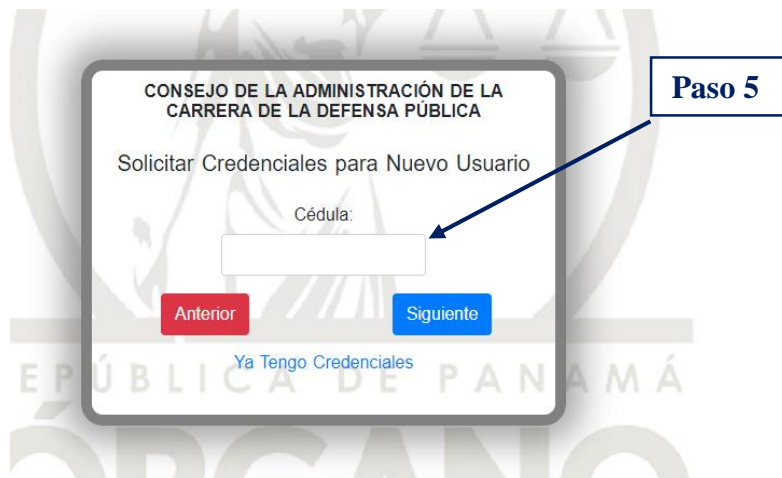 CONSEJO DE LA ADMINISTRACIÓN DE LA
CARRERA DE LA DEFENSA PÚBLICA
Paso 5
Solicitar Credenciales para Nuevo Usuario
Cédula:
Anterior
Siguiente
Ya Tengo Credenciales
EPÚBLICA DE PANAMÁ
ÓRGANO